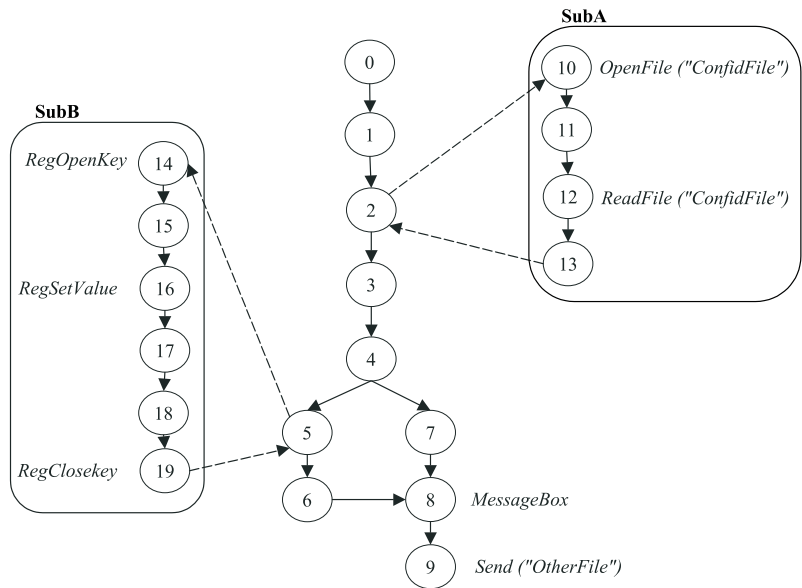 SubA
0
10 OpenFile ("ConfidFile")
SubB
1
11
RegOpenKey 14
2
12 ReadFile ("ConfidFile")
15
13
RegSetValue 16
3
17
4
18
5
7
RegClosekey 19
6
8 MessageBox
9 Send ("OtherFile")